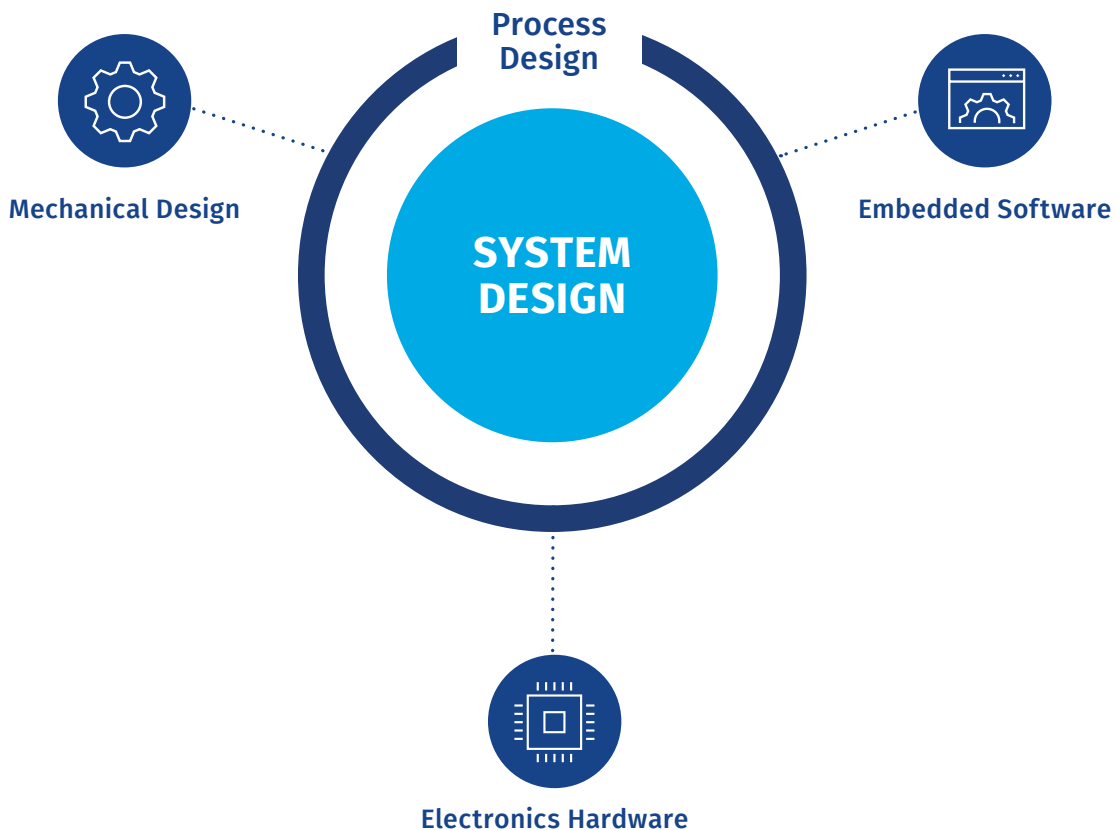 Process
Design
Mechanical Design
Embedded Software
SYSTEM
DESIGN
Electronics Hardware